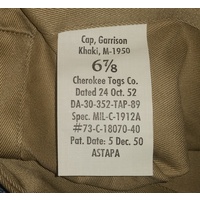 Cap, Garrison
Khaki, M-1950
6⅞
Cherokee Togs Co.
Dated 24 Oct. 52
DA-30-352-TAP-89
Spec. MIL-C-1912A
#73-C-18070-40
Pat. Date: 5 Dec. 50
ASTAPA